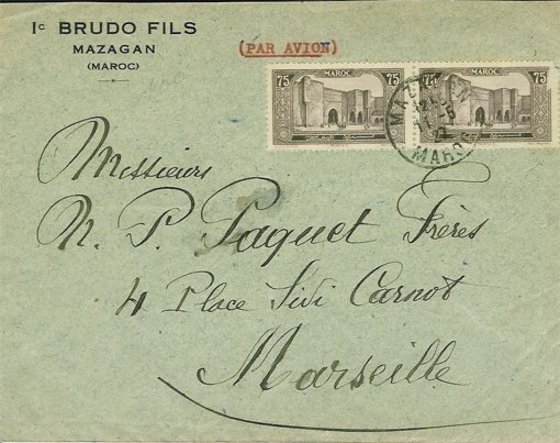 Iᶜ BRUDO FILS
MAZAGAN
(MAROC)
(PAR AVION)
75 MAROC 75
75 MAROC 75
MAROC
Messieurs
N. P. Paquet Frères
4 Place Sadi Carnot
Marseille